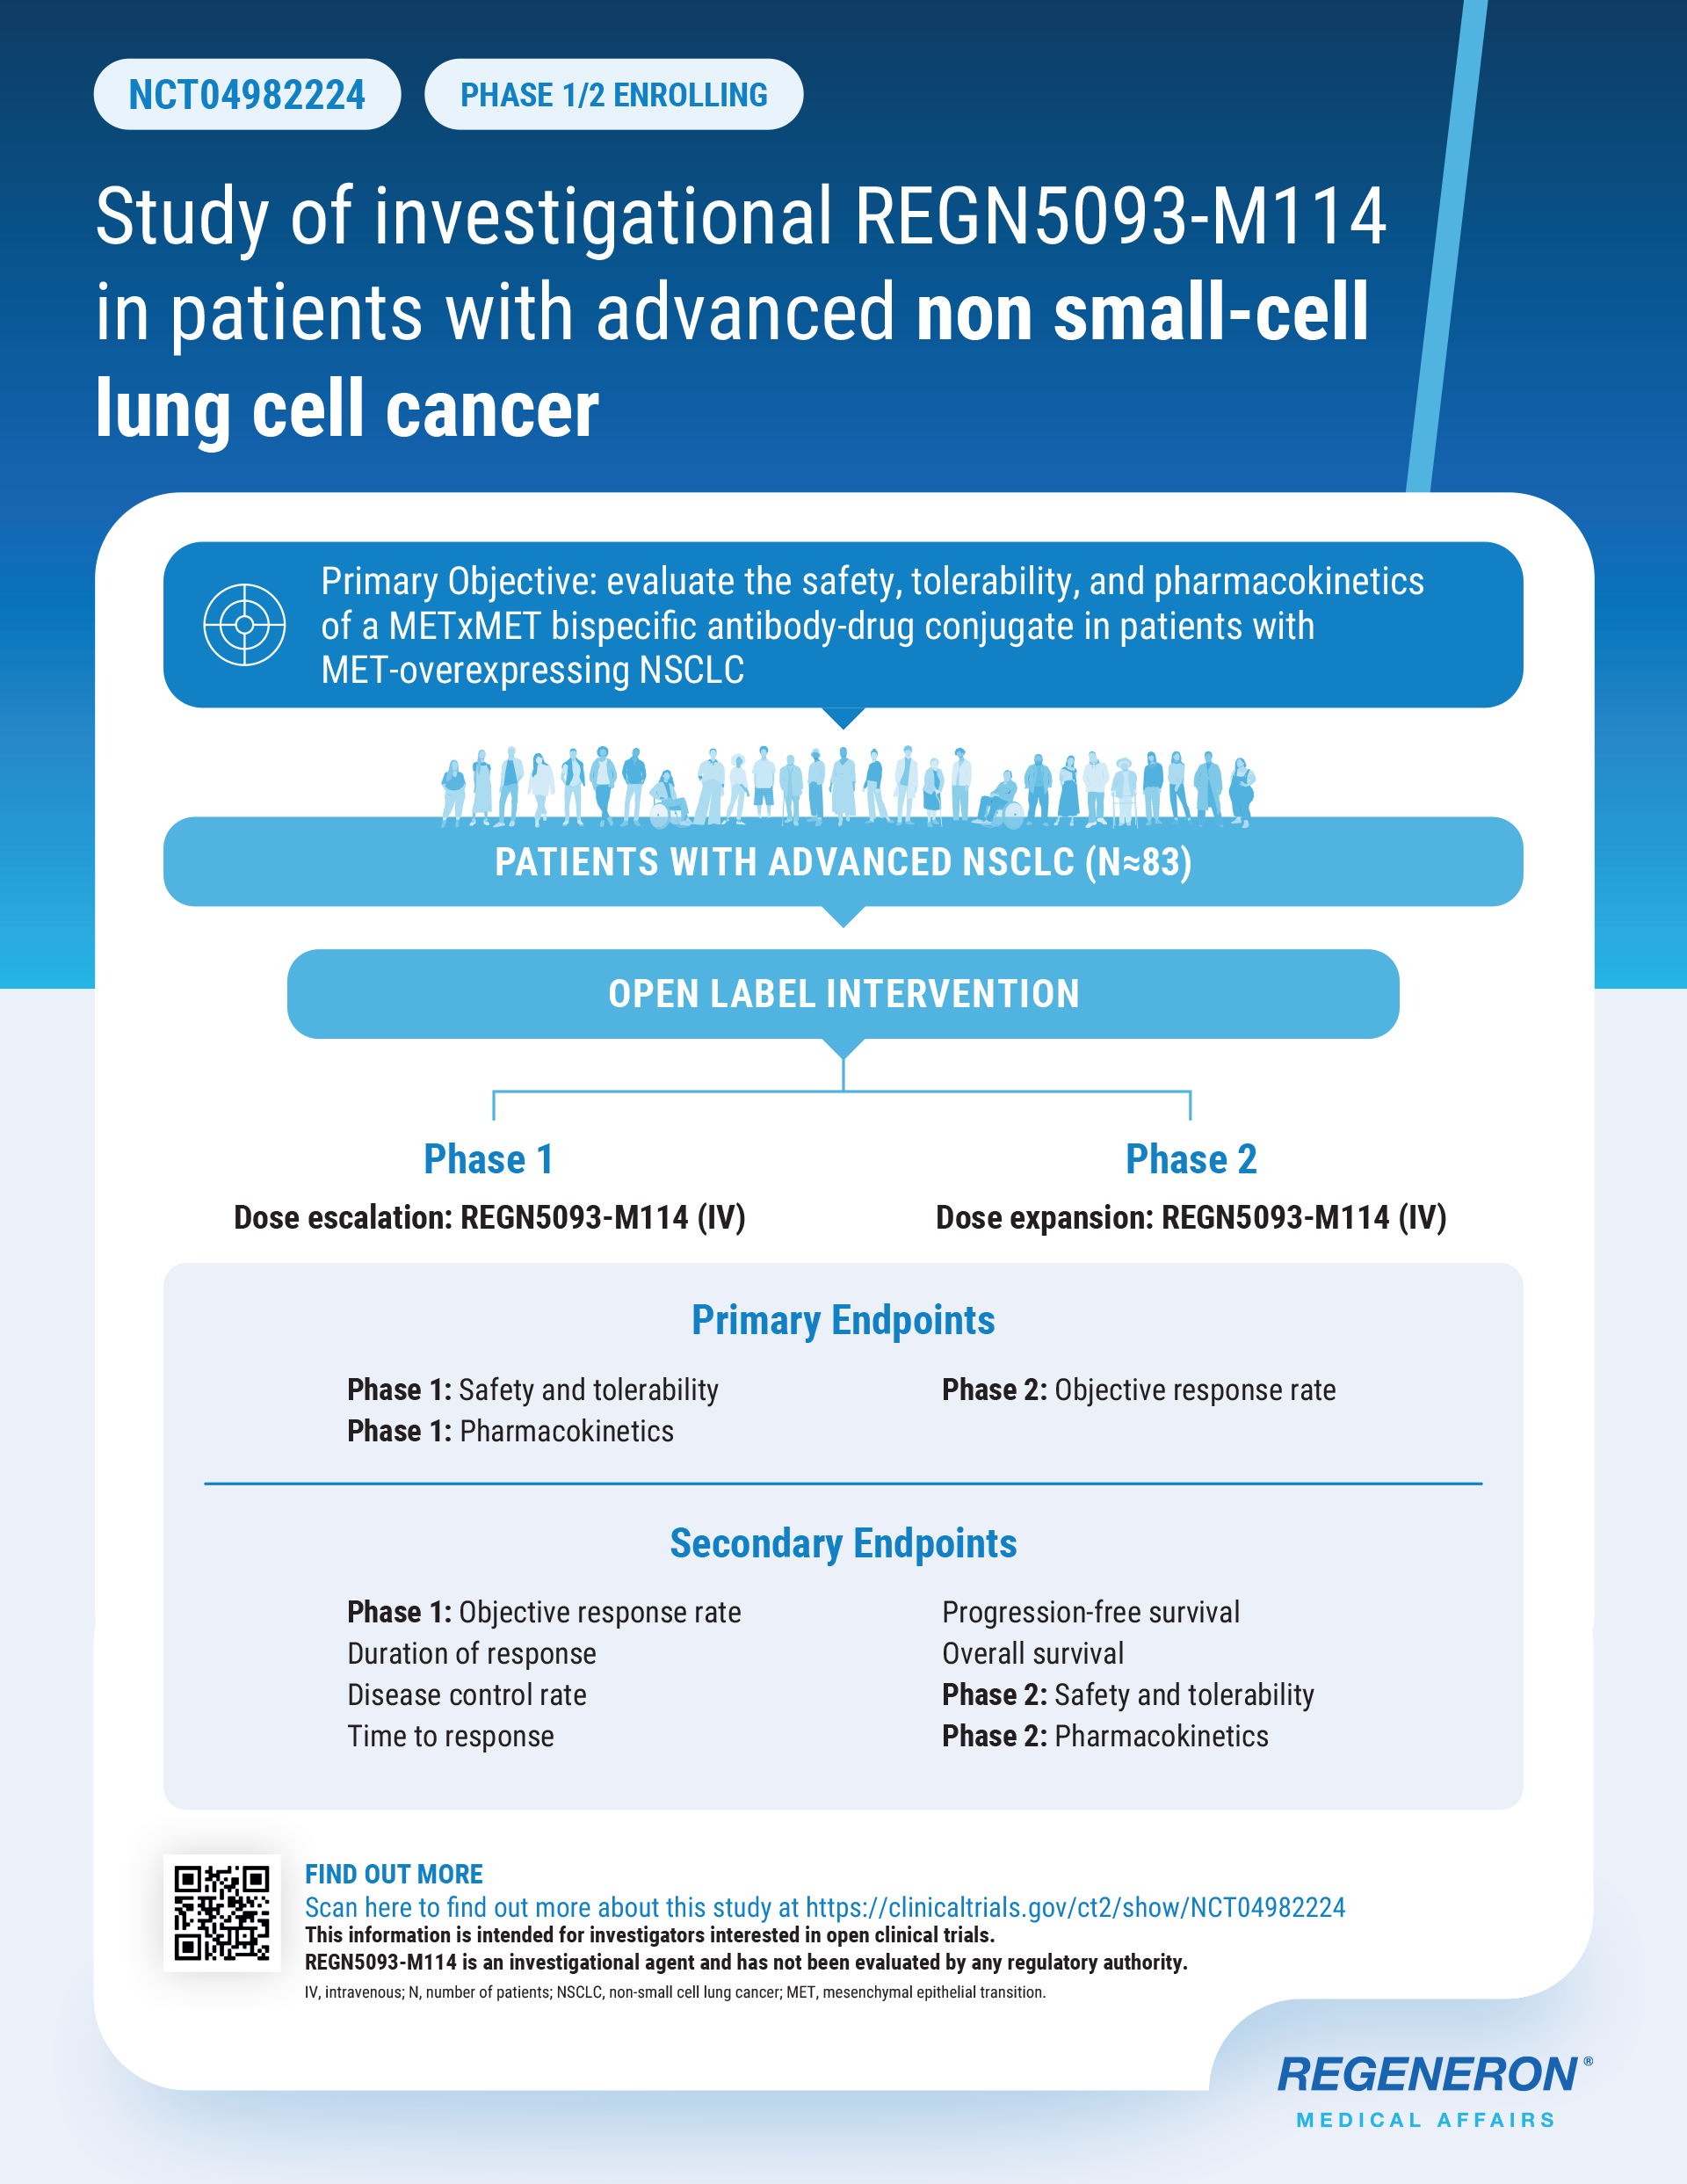 NCT04982224
PHASE 1/2 ENROLLING
Study of investigational REGN5093-M114
in patients with advanced non small-cell
lung cell cancer
Primary Objective: evaluate the safety, tolerability, and pharmacokinetics
of a METxMET bispecific antibody-drug conjugate in patients with
MET-overexpressing NSCLC
PATIENTS WITH ADVANCED NSCLC (N≈83)
OPEN LABEL INTERVENTION
Phase 1
Dose escalation: REGN5093-M114 (IV)
Phase 2
Dose expansion: REGN5093-M114 (IV)
Primary Endpoints
Phase 1: Safety and tolerability
Phase 1: Pharmacokinetics
Phase 2: Objective response rate
Secondary Endpoints
Phase 1: Objective response rate
Duration of response
Disease control rate
Time to response
Progression-free survival
Overall survival
Phase 2: Safety and tolerability
Phase 2: Pharmacokinetics
FIND OUT MORE
Scan here to find out more about this study at https://clinicaltrials.gov/ct2/show/NCT04982224
This information is intended for investigators interested in open clinical trials.
REGN5093-M114 is an investigational agent and has not been evaluated by any regulatory authority.
IV, intravenous; N, number of patients; NSCLC, non-small cell lung cancer; MET, mesenchymal epithelial transition.
REGENERON®
MEDICAL AFFAIRS